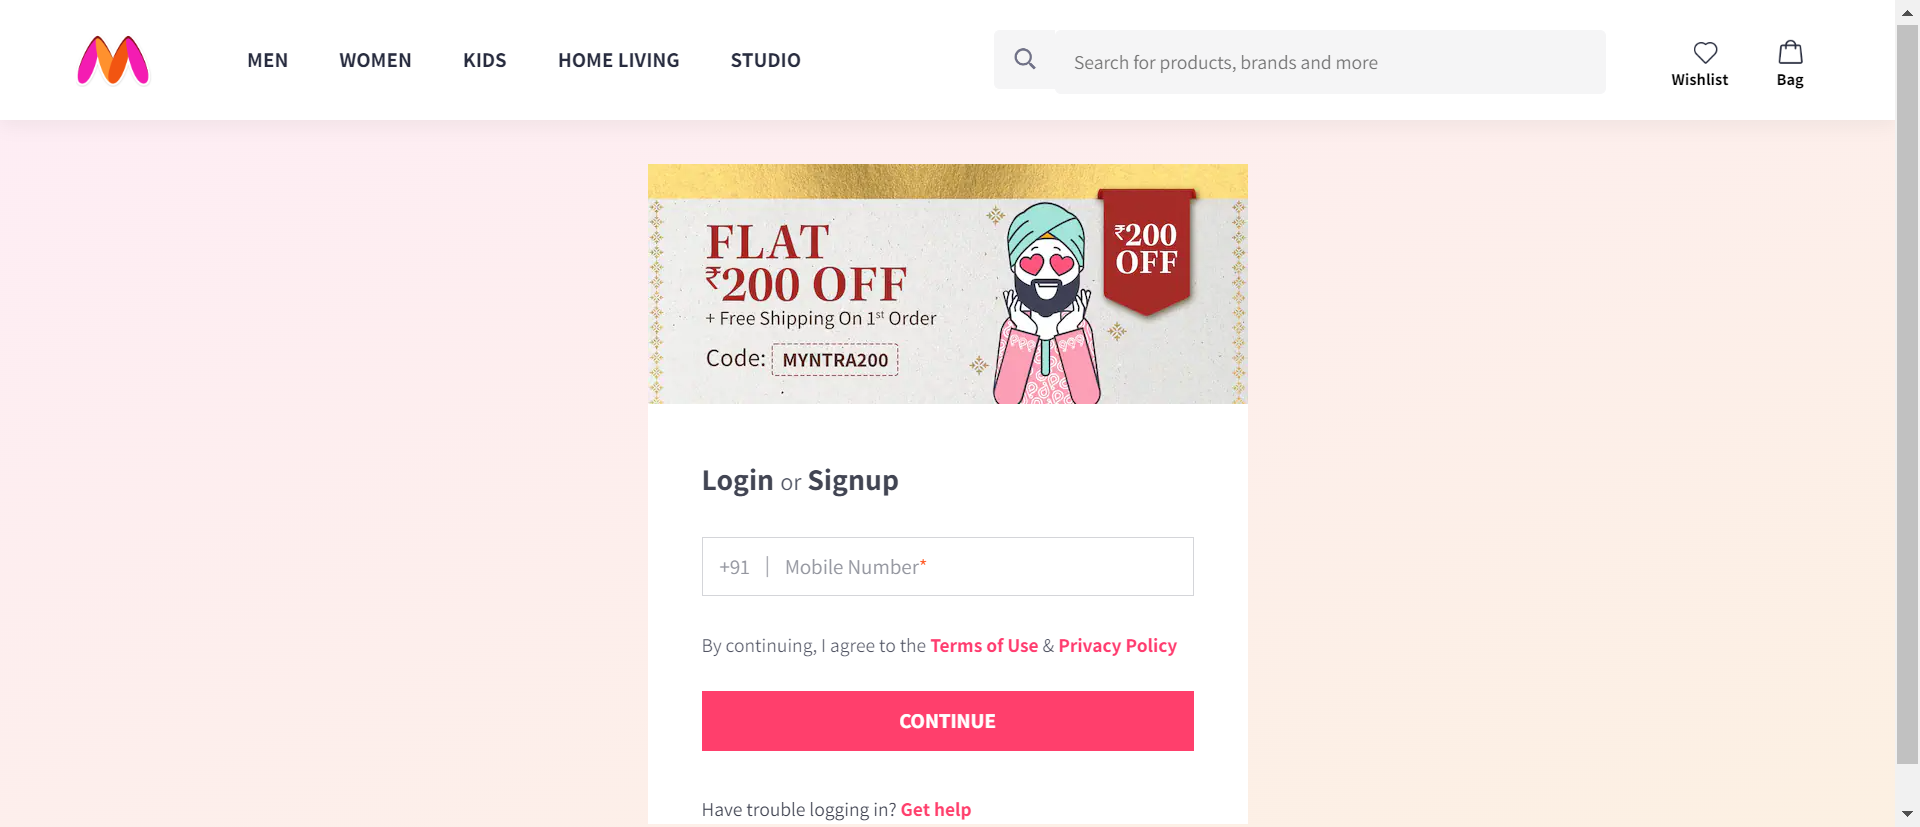 MEN WOMEN KIDS HOME LIVING STUDIO
Search for products, brands and more
Wishlist
Bag
FLAT
₹200 OFF
+ Free Shipping On 1st Order
Code: MYNTRA200
₹200
OFF
Login or Signup
+91 | Mobile Number*
By continuing, I agree to the Terms of Use & Privacy Policy
CONTINUE
Have trouble logging in? Get help